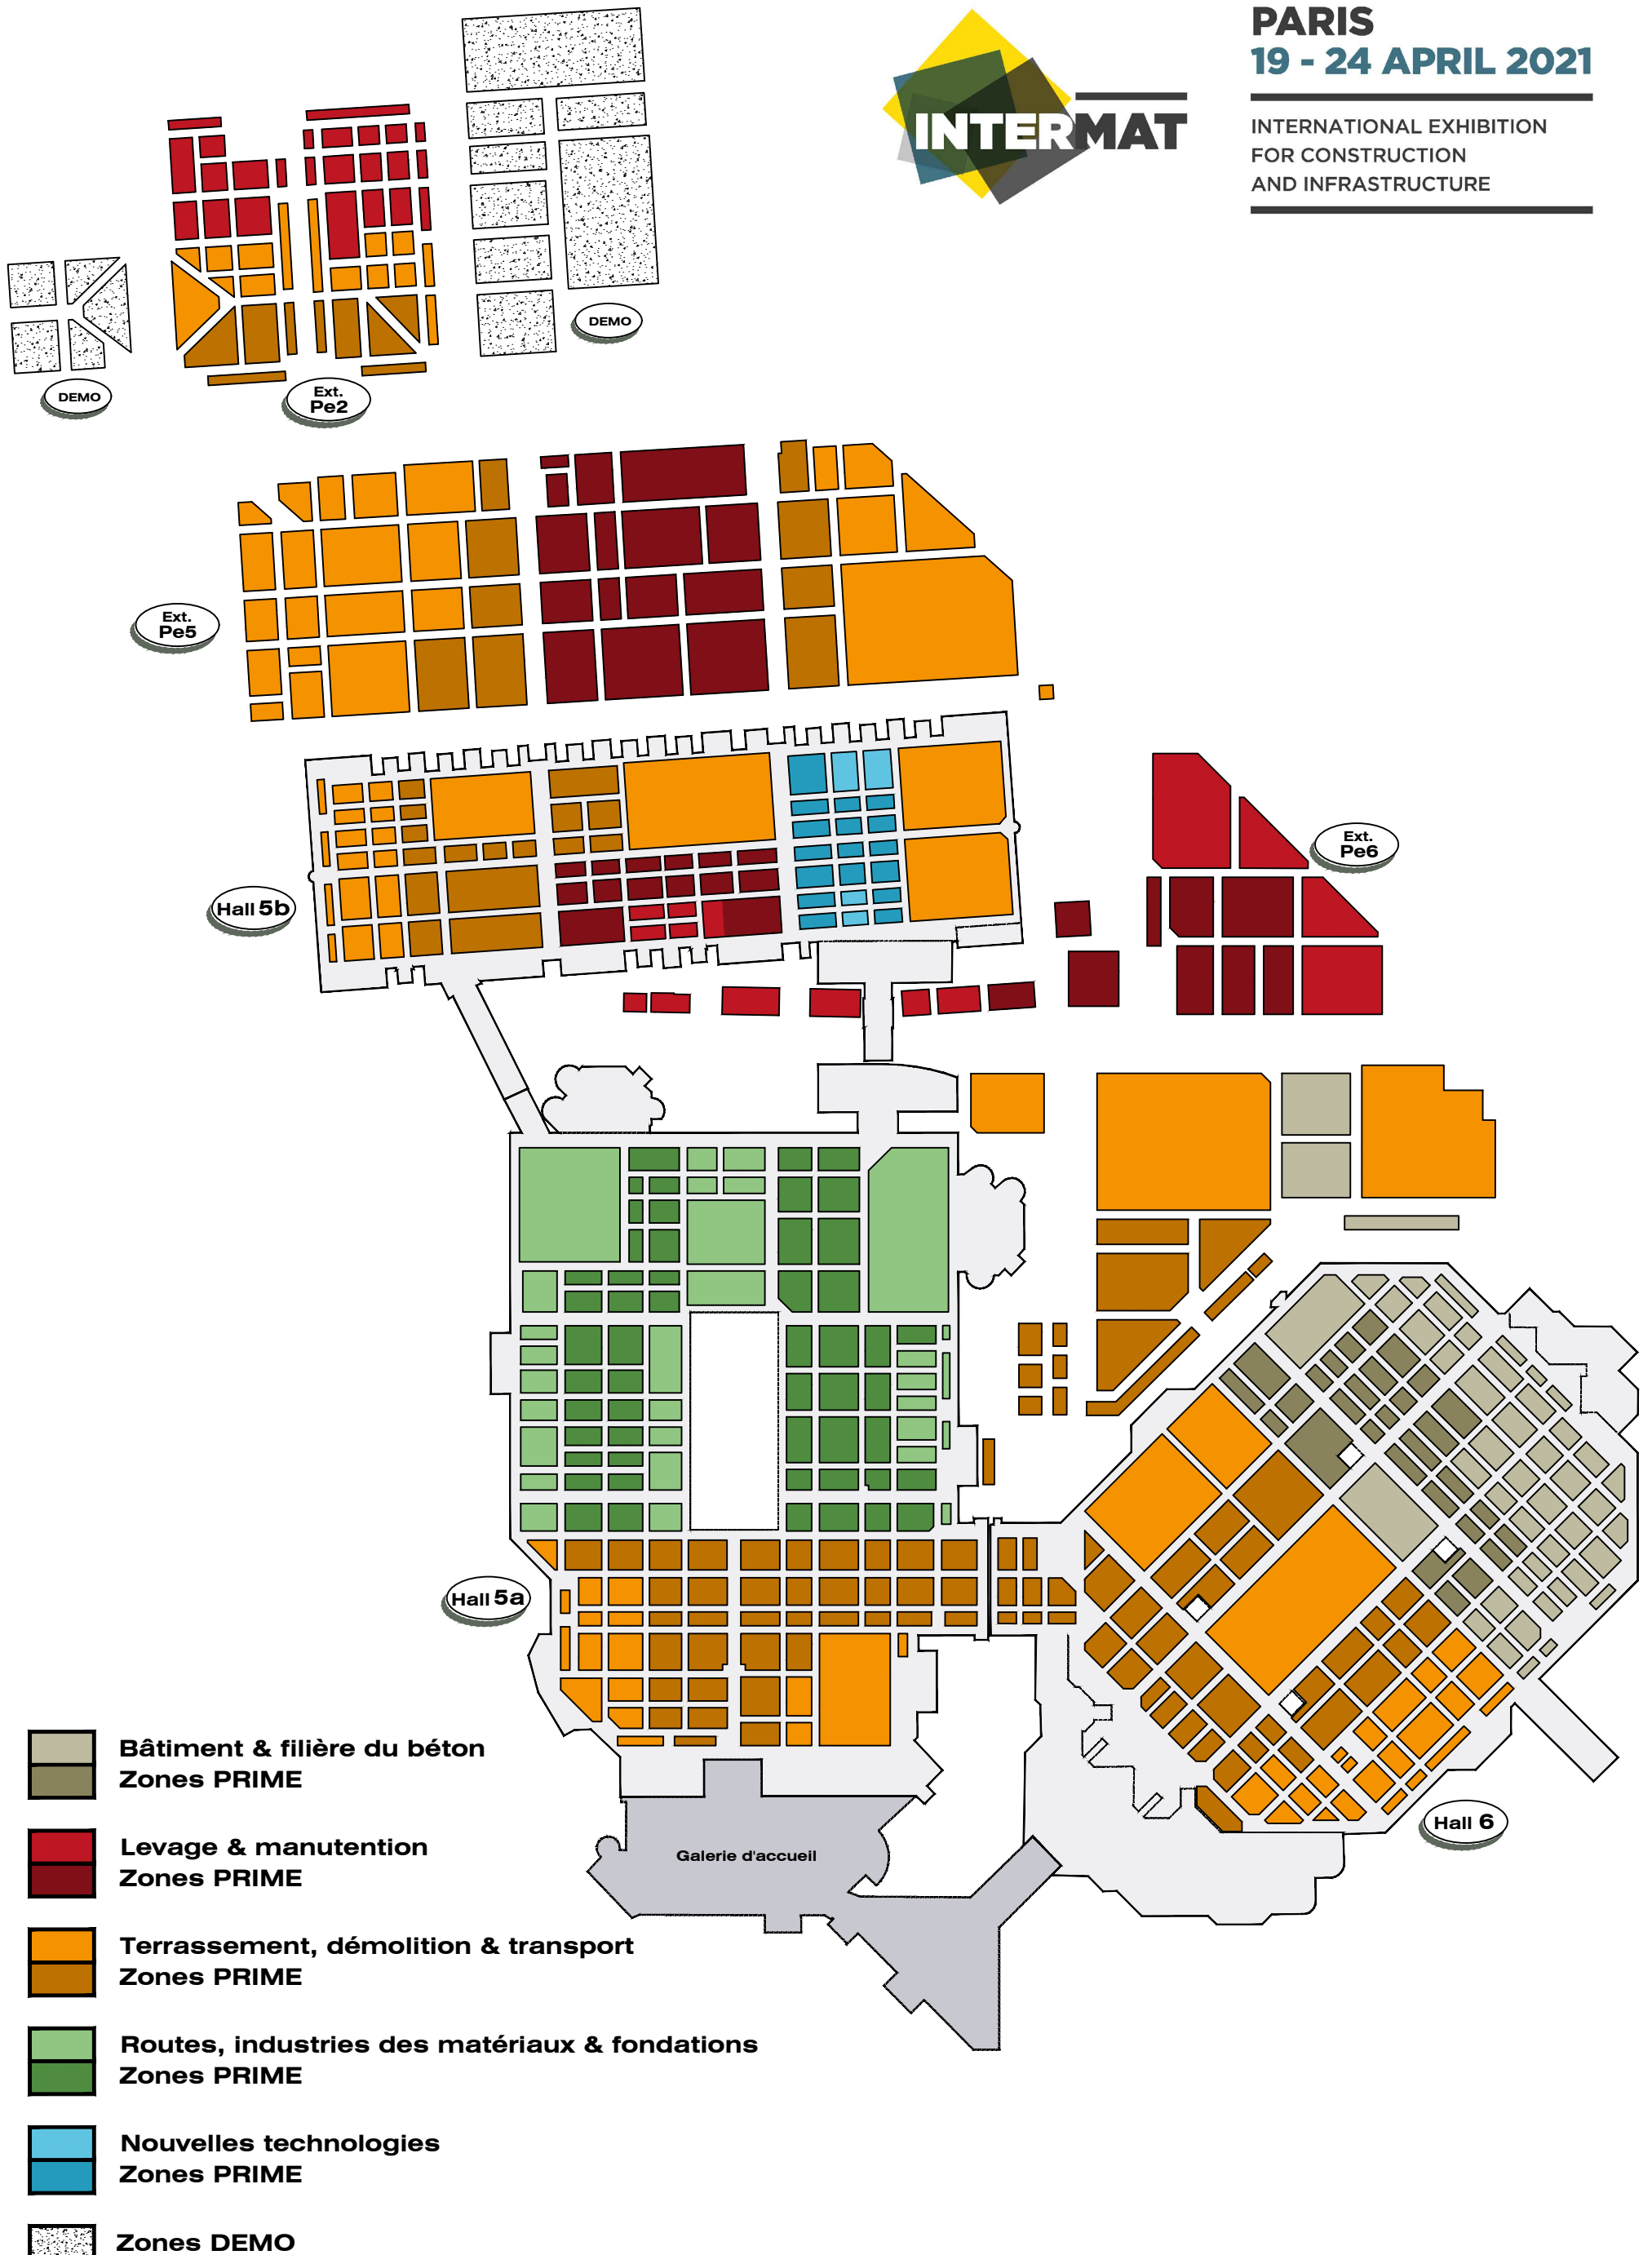 PARIS
19 - 24 APRIL 2021
INTERMAT
INTERNATIONAL EXHIBITION
FOR CONSTRUCTION
AND INFRASTRUCTURE
DEMO
DEMO
Ext.
Pe2
Ext.
Pe5
Ext.
Pe6
Hall 5b
Hall 5a
Hall 6
Galerie d'accueil
Bâtiment & filière du béton
Zones PRIME
Levage & manutention
Zones PRIME
Terrassement, démolition & transport
Zones PRIME
Routes, industries des matériaux & fondations
Zones PRIME
Nouvelles technologies
Zones PRIME
Zones DEMO